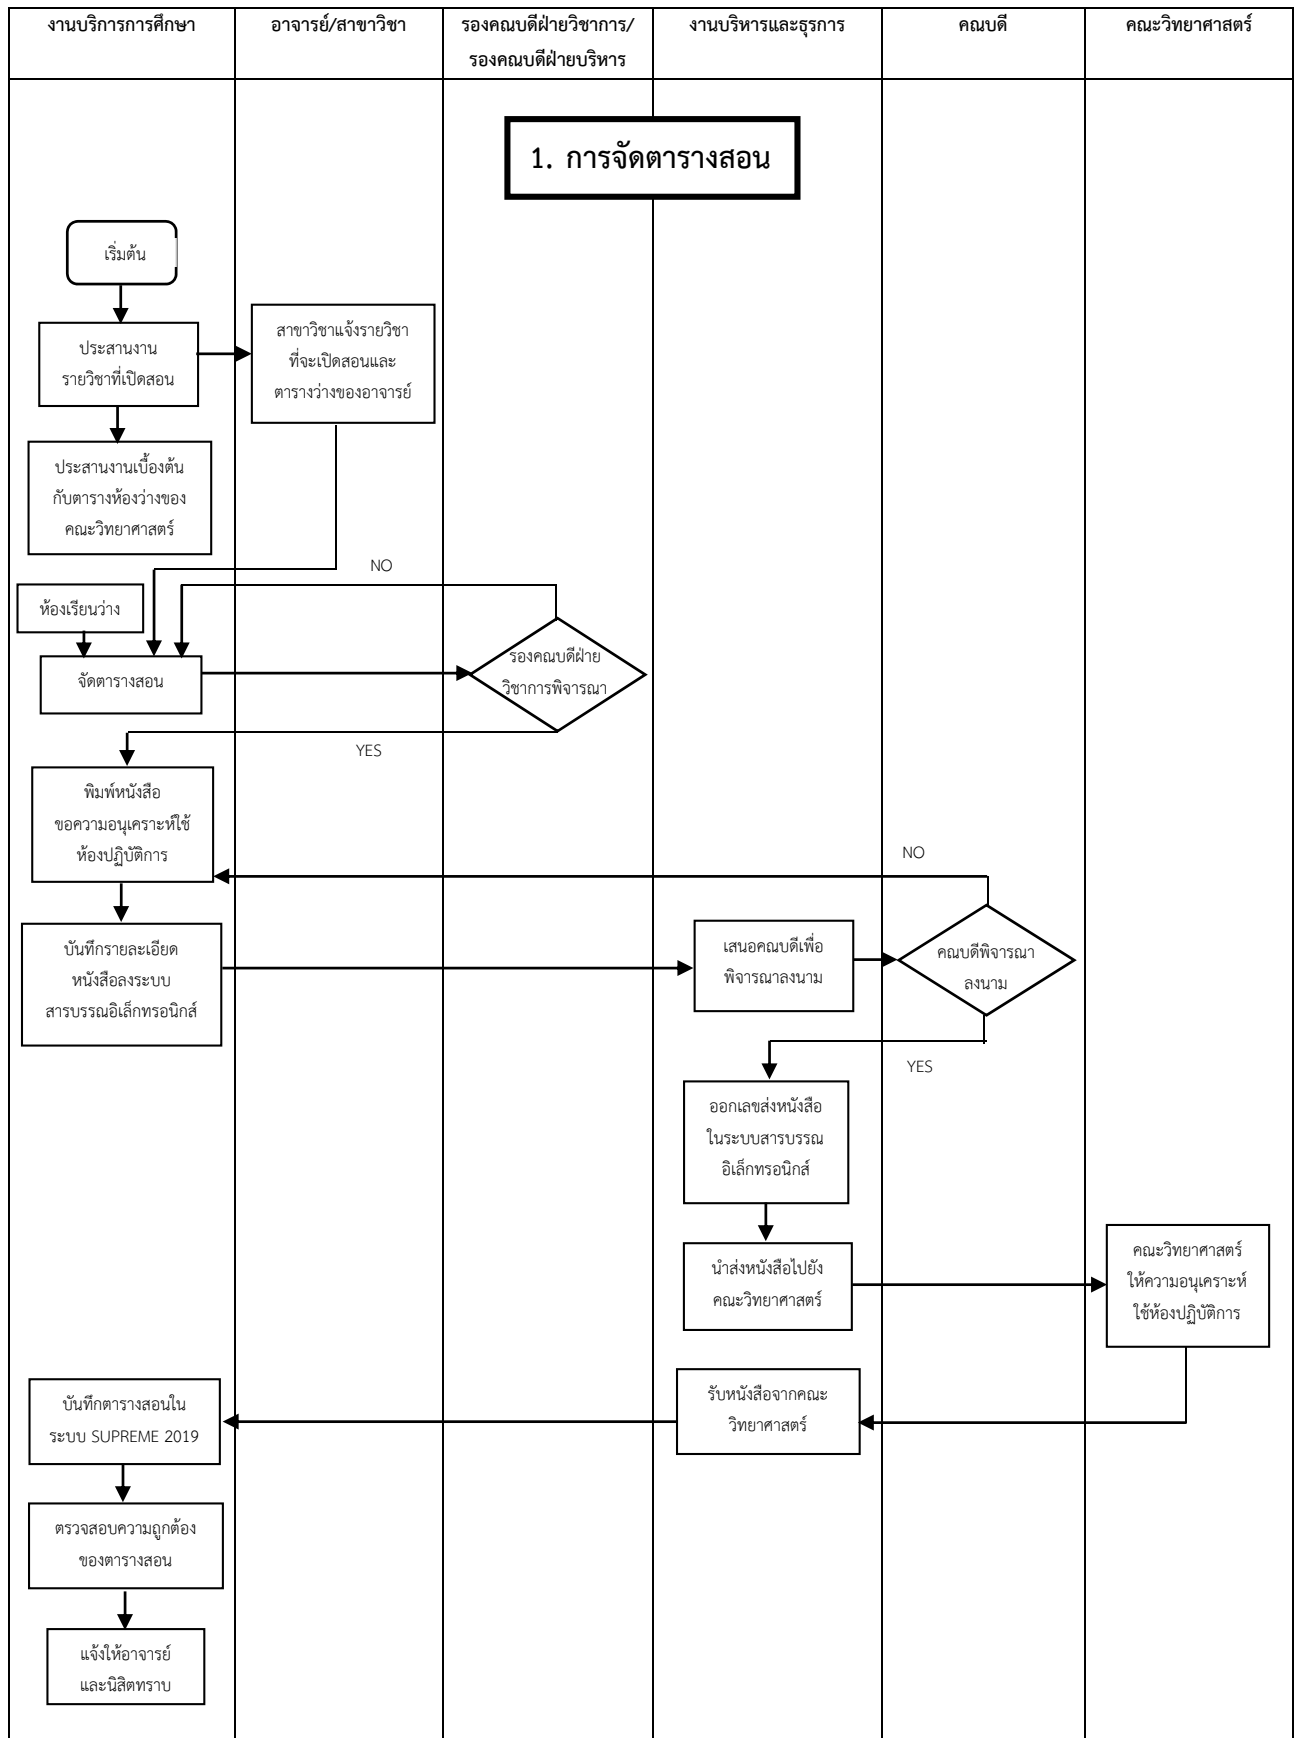 งานบริการการศึกษา
อาจารย์/สาขาวิชา
รองคณบดีฝ่ายวิชาการ/
รองคณบดีฝ่ายบริหาร
งานบริหารและธุรการ
คณบดี
คณะวิทยาศาสตร์
1. การจัดตารางสอน
เริ่มต้น
ประสานงาน
รายวิชาที่เปิดสอน
สาขาวิชาแจ้งรายวิชา
ที่จะเปิดสอนและ
ตารางว่างของอาจารย์
ประสานงานเบื้องต้น
กับตารางห้องว่างของ
คณะวิทยาศาสตร์
NO
ห้องเรียนว่าง
จัดตารางสอน
รองคณบดีฝ่าย
วิชาการพิจารณา
YES
พิมพ์หนังสือ
ขอความอนุเคราะห์ใช้
ห้องปฏิบัติการ
NO
บันทึกรายละเอียด
หนังสือลงระบบ
สารบรรณอิเล็กทรอนิกส์
เสนอคณบดีเพื่อ
พิจารณาลงนาม
คณบดีพิจารณา
ลงนาม
YES
ออกเลขส่งหนังสือ
ในระบบสารบรรณ
อิเล็กทรอนิกส์
นำส่งหนังสือไปยัง
คณะวิทยาศาสตร์
คณะวิทยาศาสตร์
ให้ความอนุเคราะห์
ใช้ห้องปฏิบัติการ
รับหนังสือจากคณะ
วิทยาศาสตร์
บันทึกตารางสอนใน
ระบบ SUPREME 2019
ตรวจสอบความถูกต้อง
ของตารางสอน
แจ้งให้อาจารย์
และนิสิตทราบ